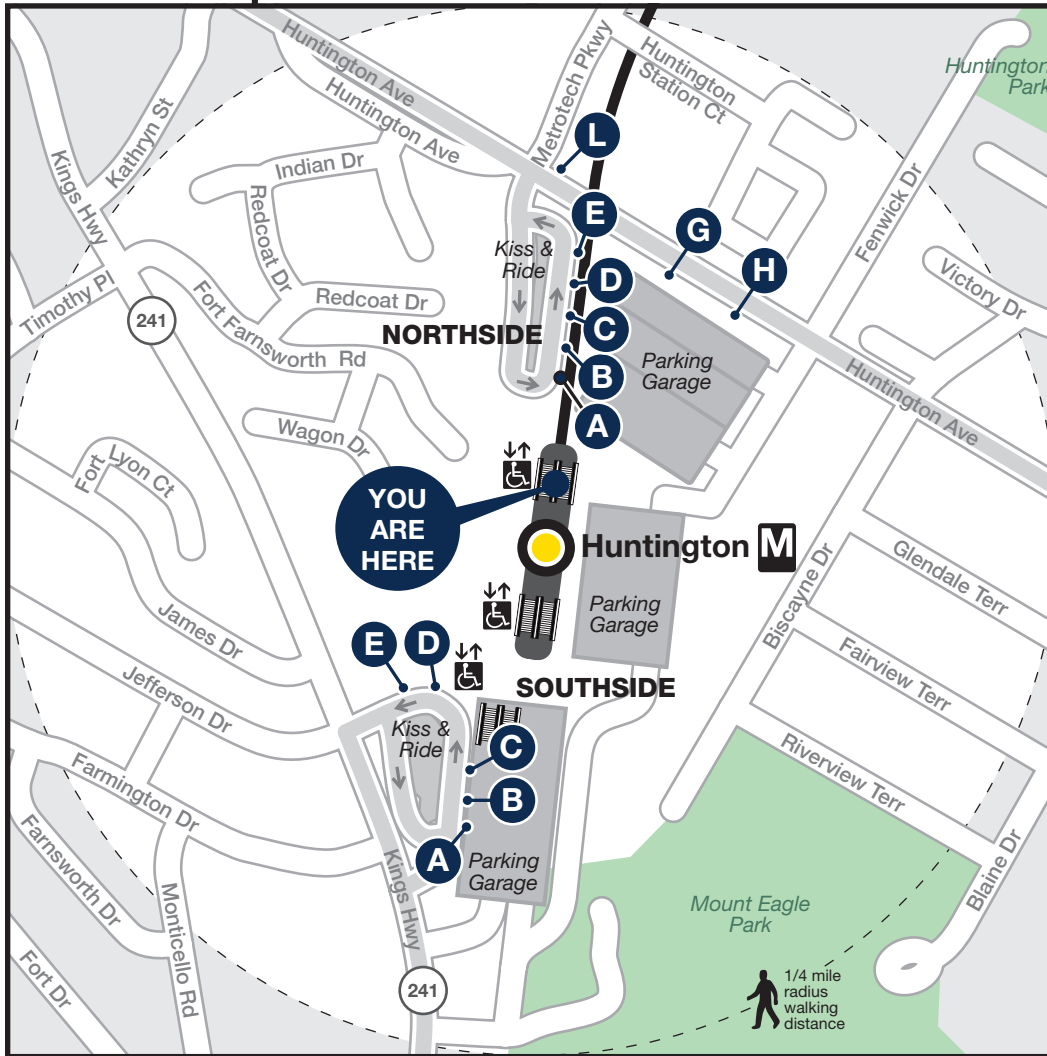 Huntington Ave
Huntington Ave
Metrotech Pkwy
Huntington
Station Ct
Huntington
Park
Kings Hwy
Kathryn St
Indian Dr
Redcoat Dr
Redcoat Dr
Timothy Pl
241
Fort Farnsworth Rd
Wagon Dr
Fort
Lyon Ct
L
E
G
H
D
C
B
A
Kiss &
Ride
NORTHSIDE
Parking
Garage
Fenwick Dr
Victory Dr
Huntington Ave
YOU
ARE
HERE
Huntington M
Parking
Garage
Biscayne Dr
Glendale Terr
Fairview Terr
Riverview Terr
Blaine Dr
James Dr
Jefferson Dr
Farmington Dr
Farnsworth Dr
Monticello Rd
Fort Dr
E
D
SOUTHSIDE
Kiss &
Ride
C
B
A
Parking
Garage
Kings Hwy
241
Mount Eagle
Park
1/4 mile
radius
walking
distance